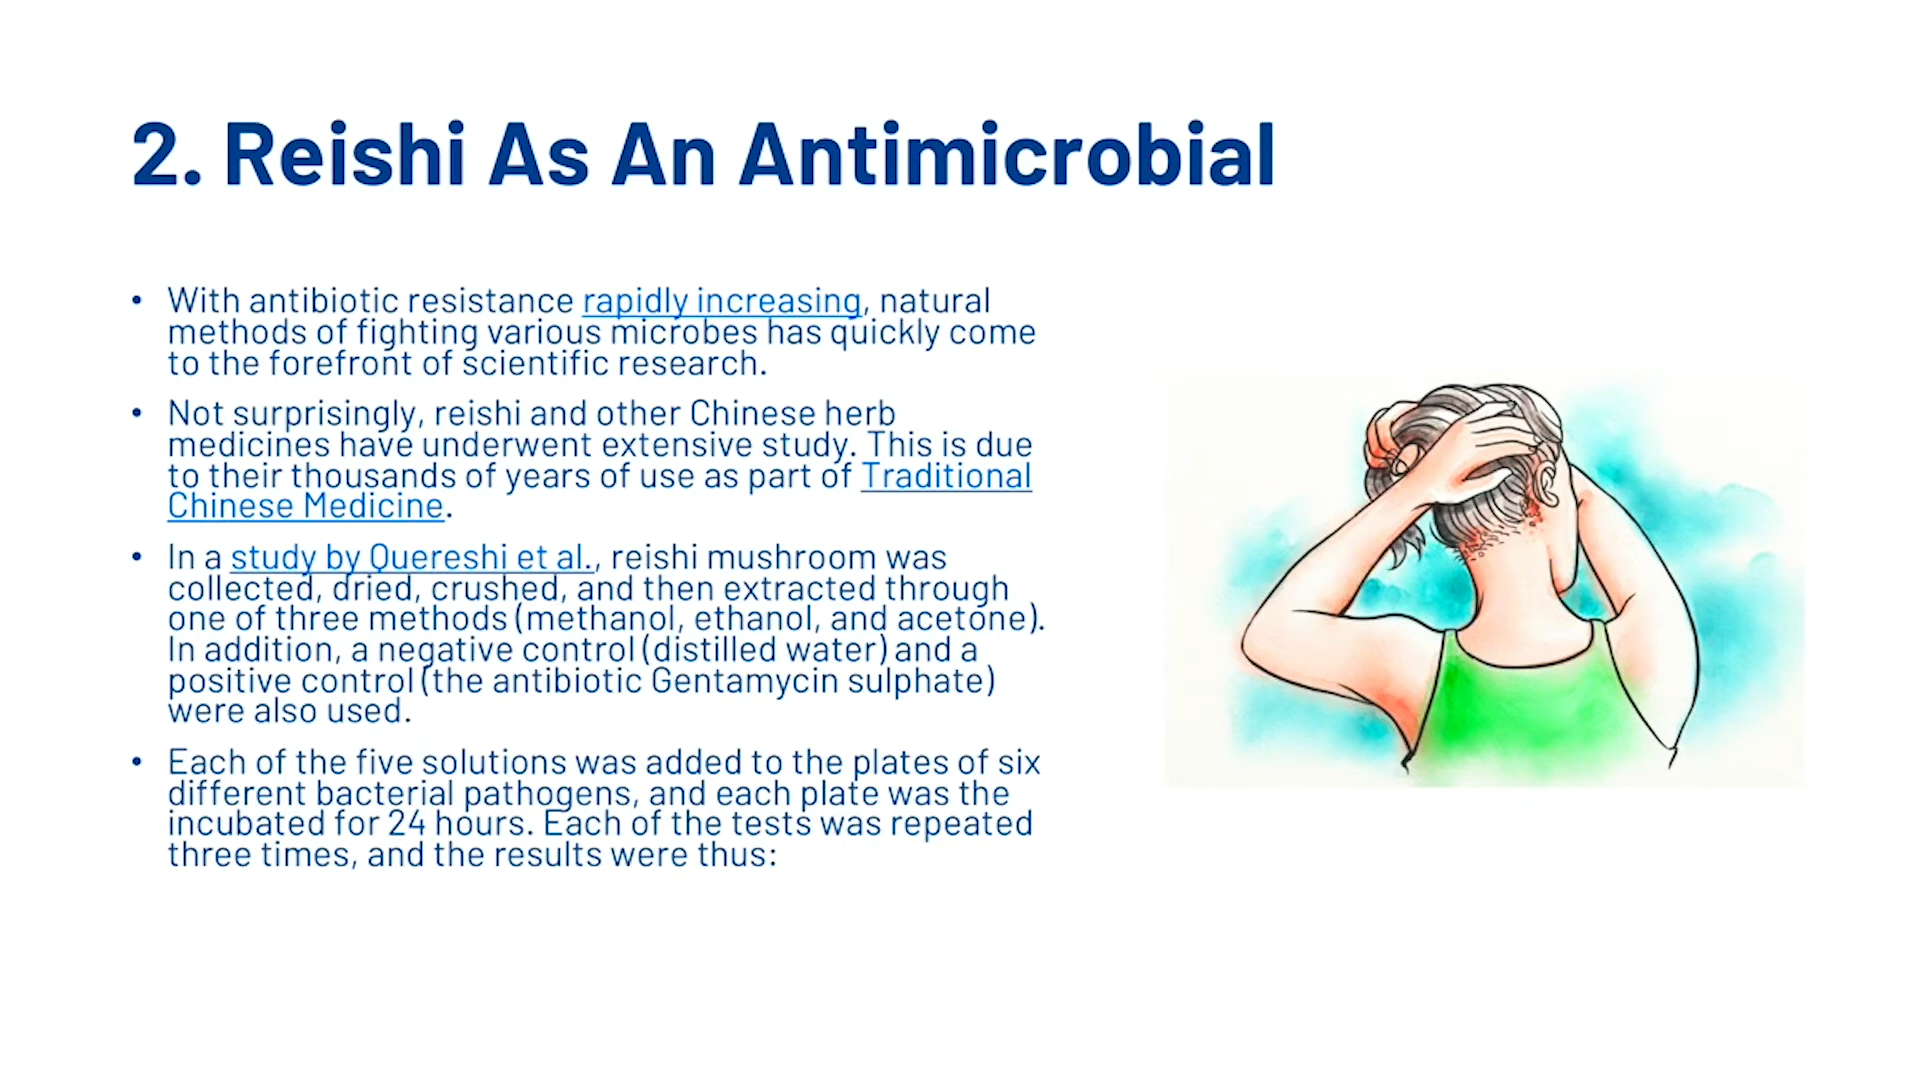 2. Reishi As An Antimicrobial
• With antibiotic resistance rapidly increasing, natural
methods of fighting various microbes has quickly come
to the forefront of scientific research.
• Not surprisingly, reishi and other Chinese herb
medicines have underwent extensive study. This is due
to their thousands of years of use as part of Traditional
Chinese Medicine.
• In a study by Quereshi et al., reishi mushroom was
collected, dried, crushed, and then extracted through
one of three methods (methanol, ethanol, and acetone).
In addition, a negative control (distilled water) and a
positive control (the antibiotic Gentamycin sulphate)
were also used.
• Each of the five solutions was added to the plates of six
different bacterial pathogens, and each plate was the
incubated for 24 hours. Each of the tests was repeated
three times, and the results were thus: